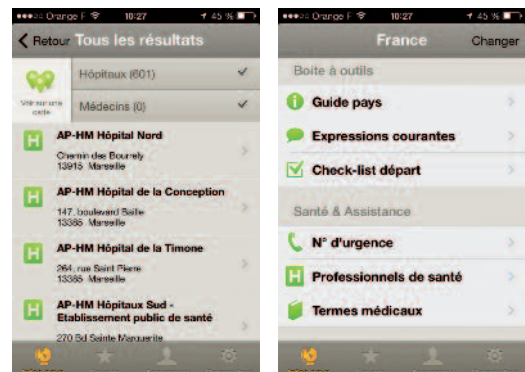 Orange F 10:27 45 %
Retour Tous les résultats
Hôpitaux (601)
Voir sur une
carte
Médecins (0)
H AP-HM Hôpital Nord
Chemin des Bourrely
13915 Marseille
H AP-HM Hôpital de la Conception
147, boulevard Baille
13385 Marseille
H AP-HM Hôpital de la Timone
264, rue Saint Pierre
13385 Marseille
H AP-HM Hôpitaux Sud -
Etablissement public de santé
270 Bd Sainte Marguerite
Orange F 10:27 45 %
France Changer
Boite à outils
Guide pays
Expressions courantes
Check-list départ
Santé & Assistance
N° d'urgence
H Professionnels de santé
Termes médicaux